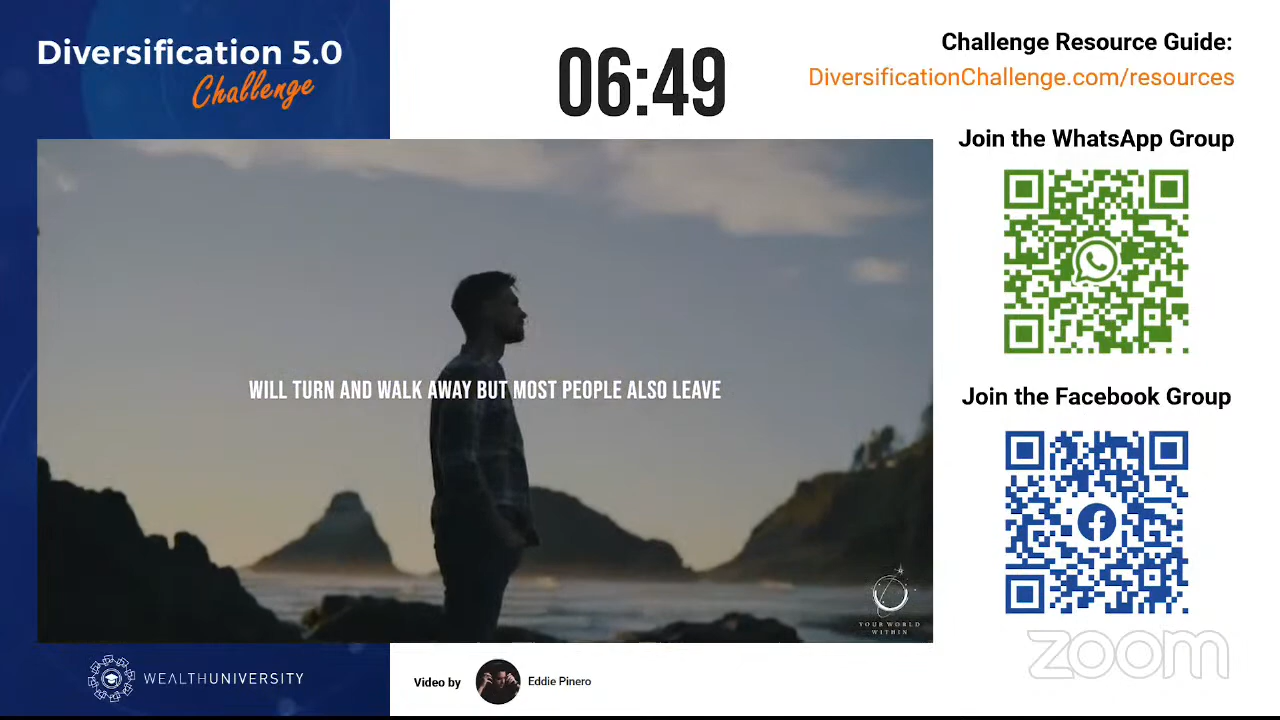 Diversification 5.0
Challenge
06:49
Challenge Resource Guide:
DiversificationChallenge.com/resources
Join the WhatsApp Group
WILL TURN AND WALK AWAY BUT MOST PEOPLE ALSO LEAVE
Join the Facebook Group
YOUR WORLD
WITHIN
zoom
WEALTHUNIVERSITY
Video by
Eddie Pinero